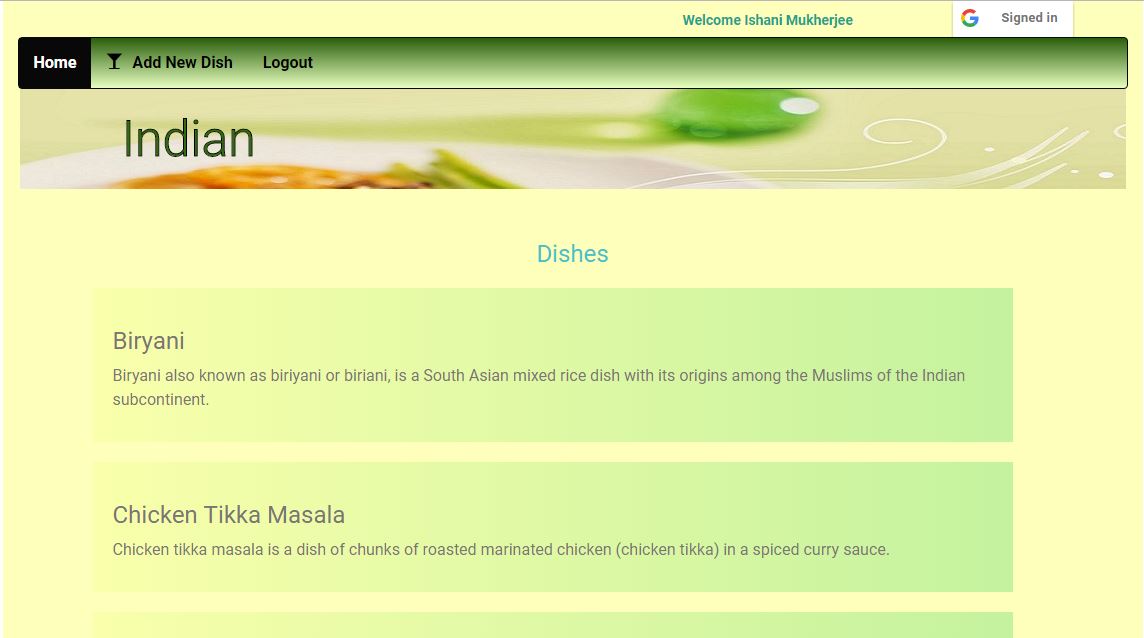 Welcome Ishani Mukherjee
Signed in
Home Add New Dish Logout
Indian
Dishes
Biryani
Biryani also known as biriyani or biriani, is a South Asian mixed rice dish with its origins among the Muslims of the Indian
subcontinent.
Chicken Tikka Masala
Chicken tikka masala is a dish of chunks of roasted marinated chicken (chicken tikka) in a spiced curry sauce.